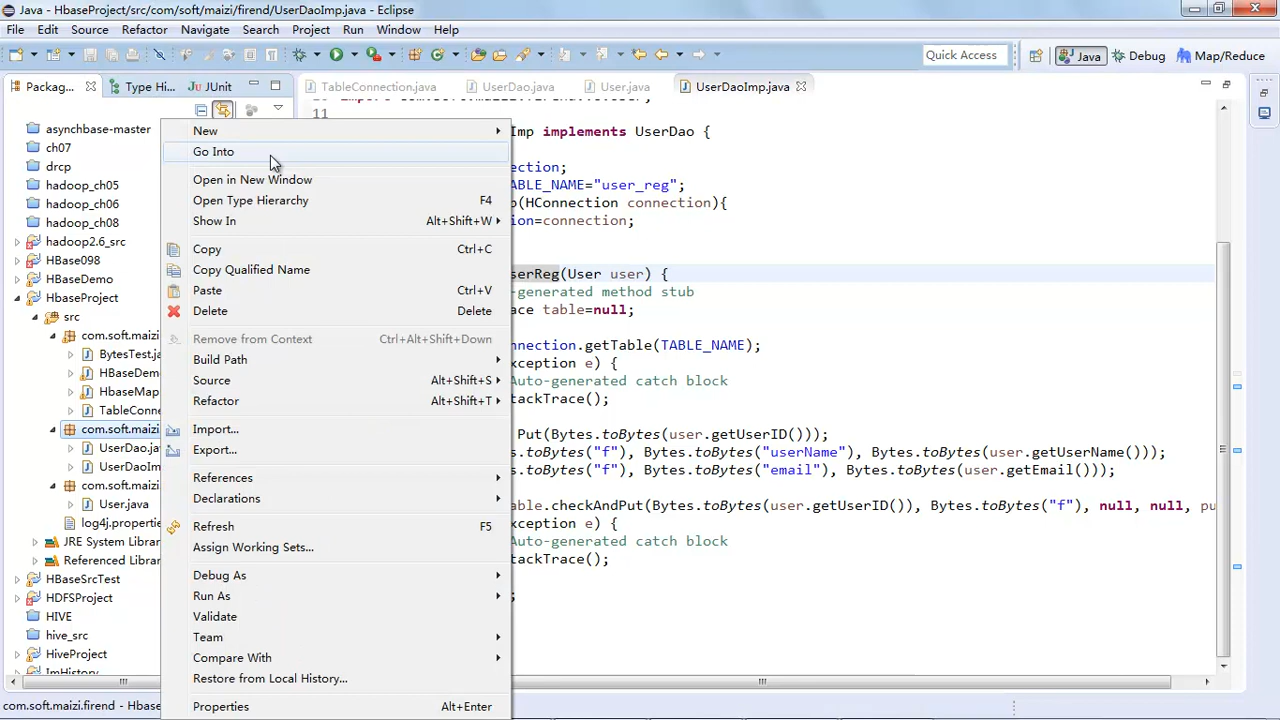 Java - HbaseProject/src/com/soft/maizi/firend/UserDaoImp.java - Eclipse
File Edit Source Refactor Navigate Search Project Run Window Help
Quick Access
Java
Debug
Map/Reduce
Packag...
Type Hi...
JUnit
TableConnection.java
UserDao.java
User.java
UserDaoImp.java
asynchbase-master
ch07
drcp
hadoop_ch05
hadoop_ch06
hadoop_ch08
hadoop2.6_src
HBase098
HBaseDemo
HbaseProject
src
com.soft.maizi
BytesTest.ja
HBaseDem
HbaseMap
TableConne
com.soft.maizi
UserDao.jav
UserDaoIm
com.soft.maizi
User.java
log4j.propertie
JRE System Librar
Referenced Librar
HBaseSrcTest
HDFSProject
HIVE
hive_src
HiveProject
ImHistory
New
Go Into
Open in New Window
Open Type Hierarchy F4
Show In Alt+Shift+W
Copy Ctrl+C
Copy Qualified Name
Paste Ctrl+V
Delete Delete
Remove from Context Ctrl+Alt+Shift+Down
Build Path
Source Alt+Shift+S
Refactor Alt+Shift+T
Import...
Export...
References
Declarations
Refresh F5
Assign Working Sets...
Debug As
Run As
Validate
Team
Compare With
Restore from Local History...
Properties Alt+Enter
11
Imp implements UserDao {
ection;
ABLE_NAME="user_reg";
p(HConnection connection){
ion=connection;
serReg(User user) {
-generated method stub
ace table=null;
nnection.getTable(TABLE_NAME);
xception e) {
Auto-generated catch block
stackTrace();
Put(Bytes.toBytes(user.getUserID()));
s.toBytes("f"), Bytes.toBytes("userName"), Bytes.toBytes(user.getUserName()));
s.toBytes("f"), Bytes.toBytes("email"), Bytes.toBytes(user.getEmail()));
able.checkAndPut(Bytes.toBytes(user.getUserID()), Bytes.toBytes("f"), null, null, pu
xception e) {
Auto-generated catch block
stackTrace();
;
com.soft.maizi.firend - Hbase